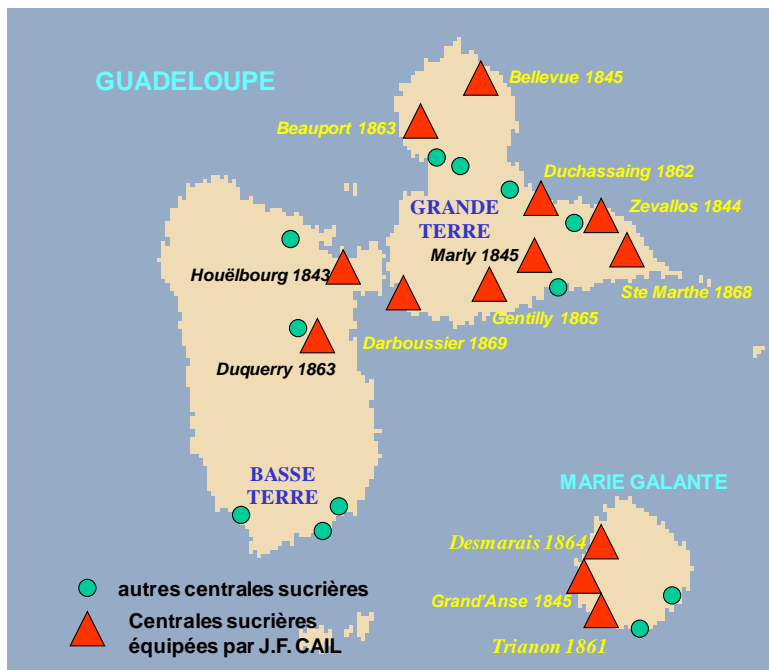 GUADELOUPE
Bellevue 1845
Beauport 1863
Duchassaing 1862
GRANDE
TERRE
Zevallos 1844
Marly 1845
Houëlbourg 1843
Ste Marthe 1868
Gentilly 1865
Darboussier 1869
Duquerry 1863
BASSE
TERRE
MARIE GALANTE
Desmarais 1864
Grand'Anse 1845
Trianon 1861
autres centrales sucrières
Centrales sucrières
équipées par J.F. CAIL